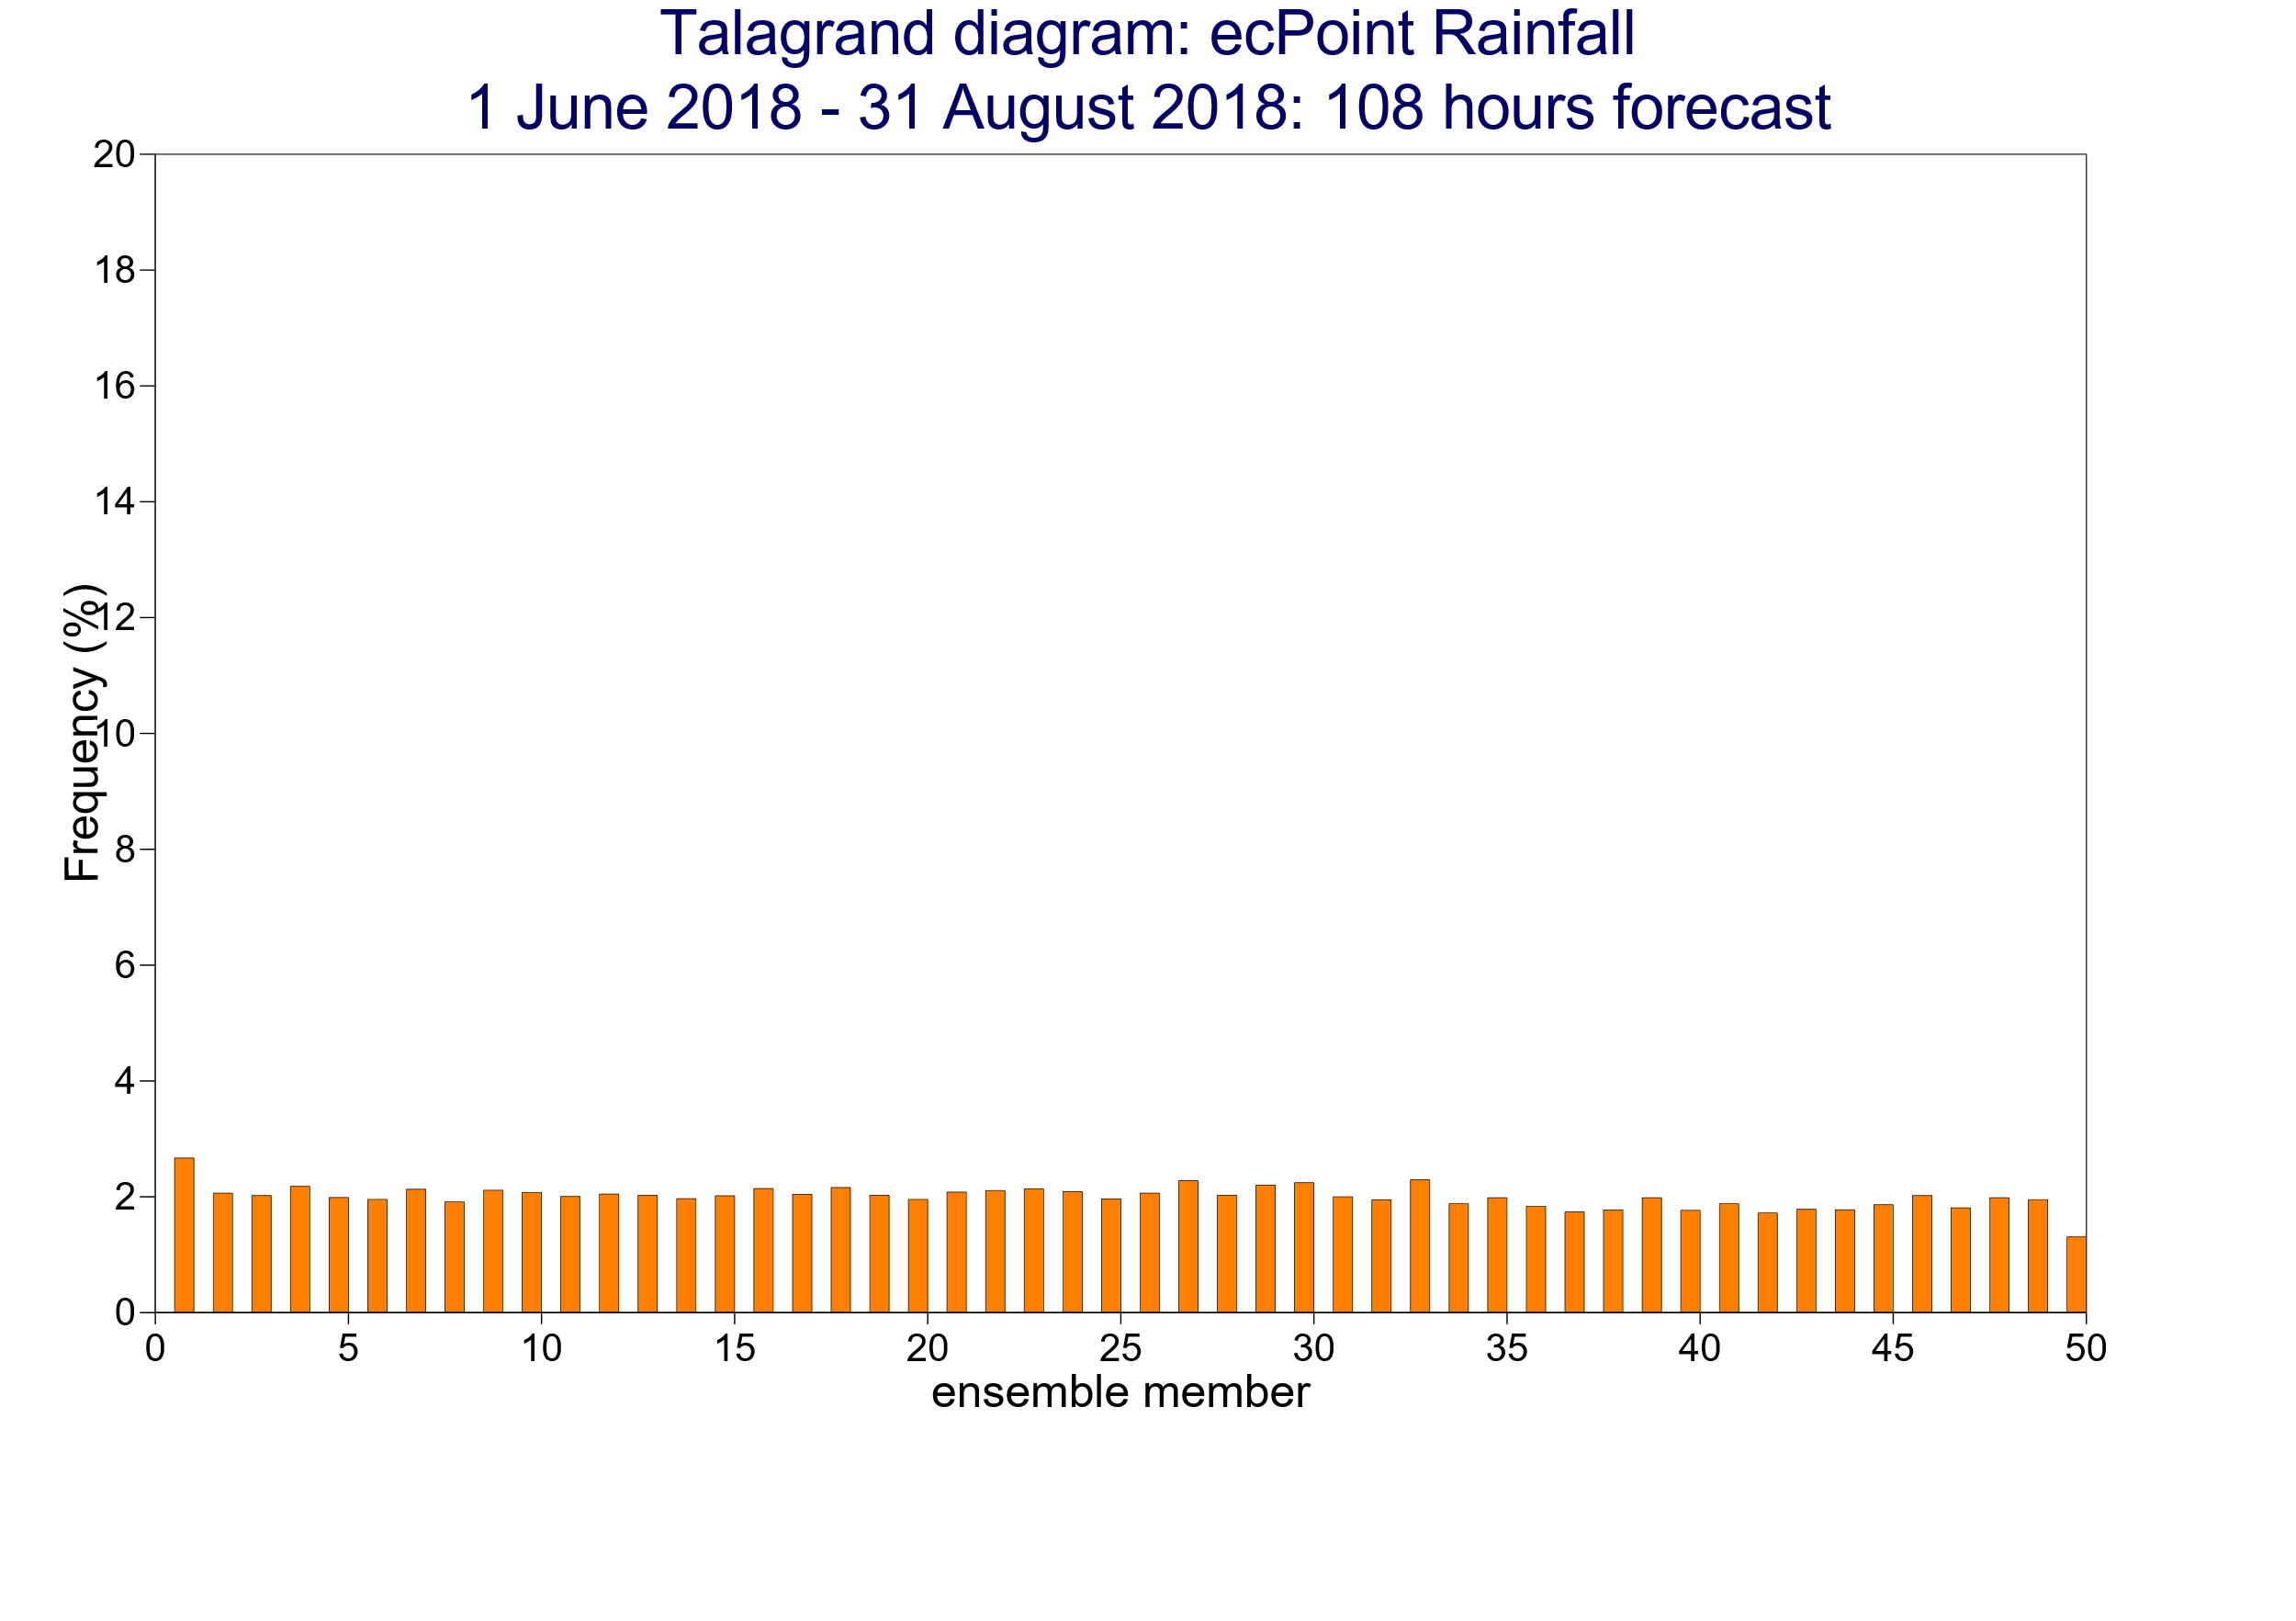 Talagrand diagram: ecPoint Rainfall
1 June 2018 - 31 August 2018: 108 hours forecast
20
18
16
14
12
10
8
6
4
2
0
Frequency (%)
0 5 10 15 20 25 30 35 40 45 50
ensemble member